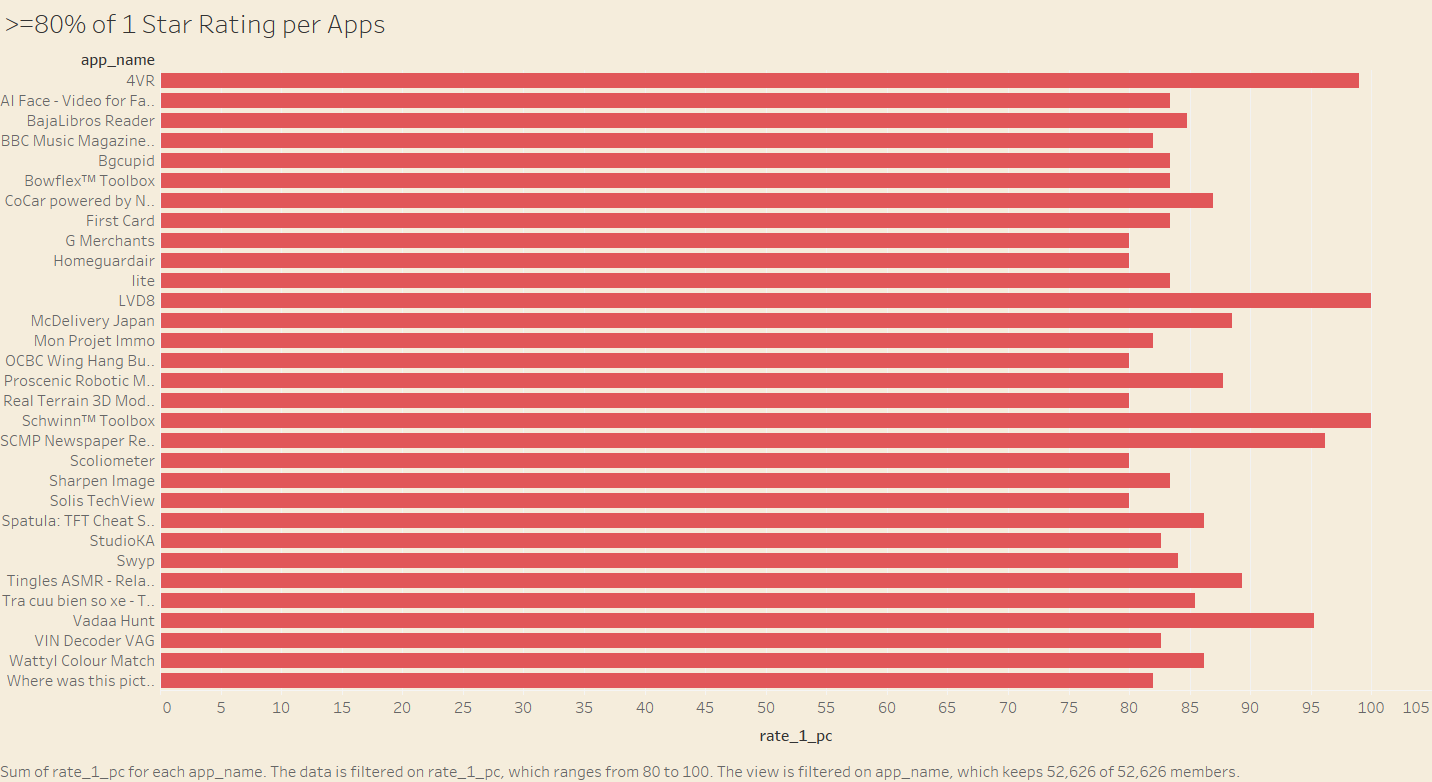 >=80% of 1 Star Rating per Apps
app_name
4VR
AI Face - Video for Fa..
BajaLibros Reader
BBC Music Magazine..
Bgcupid
Bowflex™ Toolbox
CoCar powered by N..
First Card
G Merchants
Homeguardair
lite
LVD8
McDelivery Japan
Mon Projet Immo
OCBC Wing Hang Bu..
Proscenic Robotic M..
Real Terrain 3D Mod..
Schwinn™ Toolbox
SCMP Newspaper Re..
Scoliometer
Sharpen Image
Solis TechView
Spatula: TFT Cheat S..
StudioKA
Swyp
Tingles ASMR - Rela..
Tra cuu bien so xe - T..
Vadaa Hunt
VIN Decoder VAG
Wattyl Colour Match
Where was this pict..
0 5 10 15 20 25 30 35 40 45 50 55 60 65 70 75 80 85 90 95 100 105
rate_1_pc
Sum of rate_1_pc for each app_name. The data is filtered on rate_1_pc, which ranges from 80 to 100. The view is filtered on app_name, which keeps 52,626 of 52,626 members.